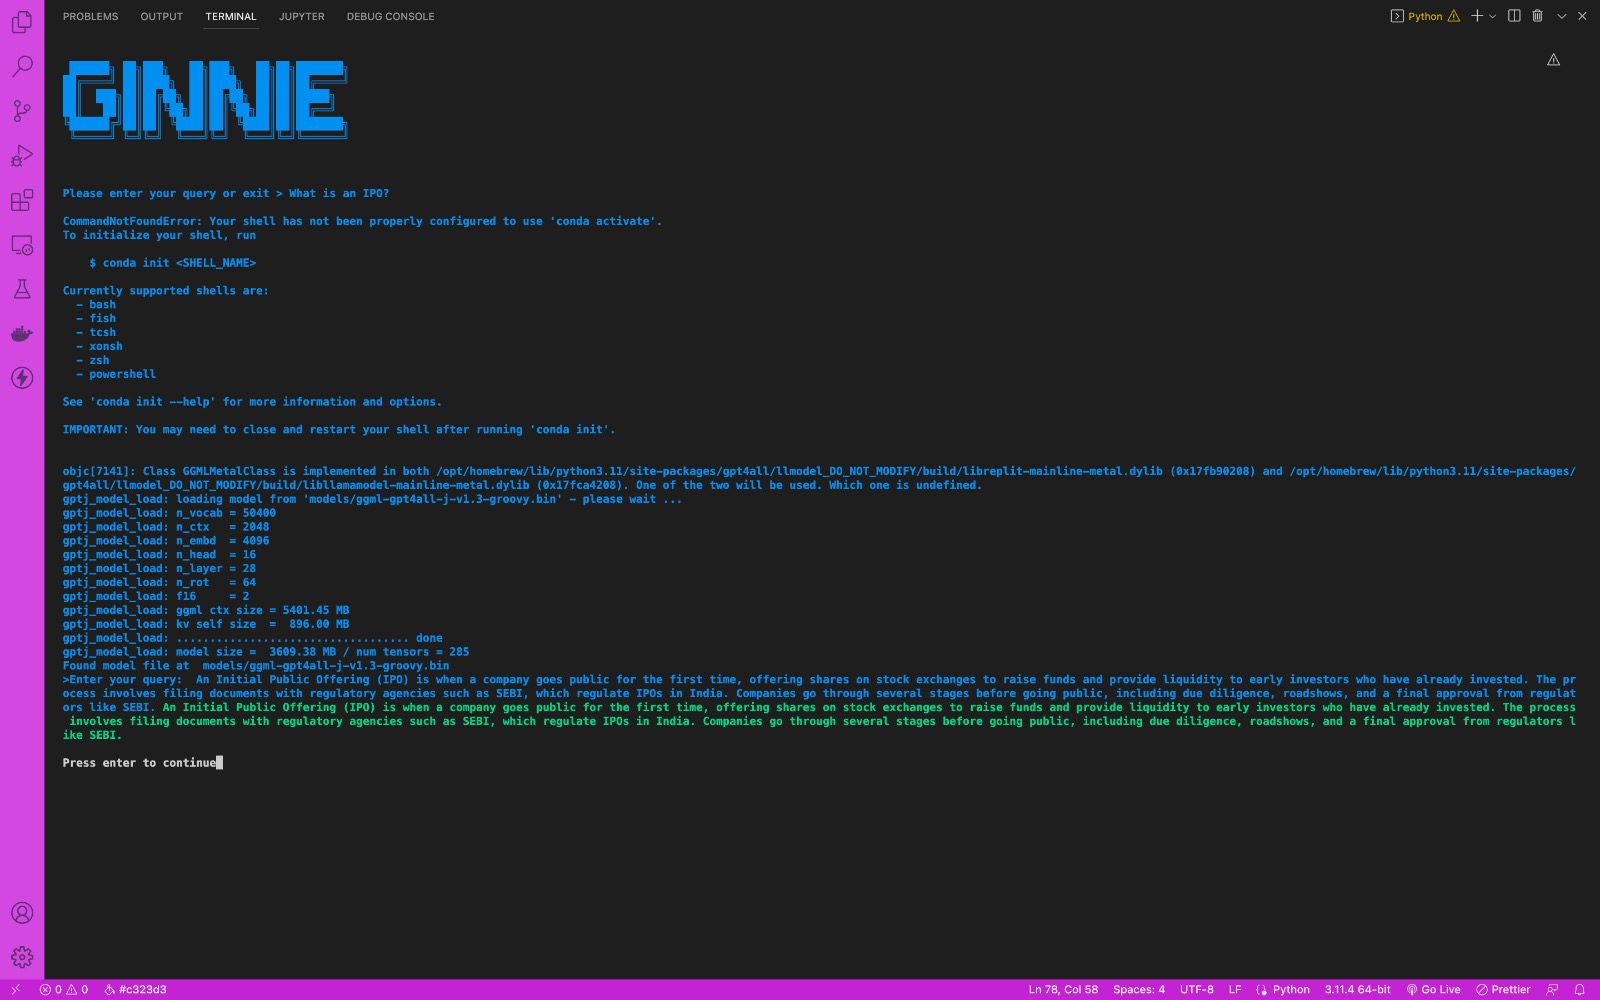 PROBLEMS OUTPUT TERMINAL JUPYTER DEBUG CONSOLE Python
GINNIE
Please enter your query or exit > What is an IPO?
CommandNotFoundError: Your shell has not been properly configured to use 'conda activate'.
To initialize your shell, run
$ conda init <SHELL_NAME>
Currently supported shells are:
- bash
- fish
- tcsh
- xonsh
- zsh
- powershell
See 'conda init --help' for more information and options.
IMPORTANT: You may need to close and restart your shell after running 'conda init'.
objc[7141]: Class GGMLMetalClass is implemented in both /opt/homebrew/lib/python3.11/site-packages/gpt4all/llmodel_DO_NOT_MODIFY/build/libreplit-mainline-metal.dylib (0x17fb90208) and /opt/homebrew/lib/python3.11/site-packages/
gpt4all/llmodel_DO_NOT_MODIFY/build/libllamamodel-mainline-metal.dylib (0x17fca4208). One of the two will be used. Which one is undefined.
gptj_model_load: loading model from 'models/ggml-gpt4all-j-v1.3-groovy.bin' - please wait ...
gptj_model_load: n_vocab = 50400
gptj_model_load: n_ctx   = 2048
gptj_model_load: n_embd  = 4096
gptj_model_load: n_head  = 16
gptj_model_load: n_layer = 28
gptj_model_load: n_rot   = 64
gptj_model_load: f16     = 2
gptj_model_load: ggml ctx size = 5401.45 MB
gptj_model_load: kv self size  =  896.00 MB
gptj_model_load: ................................... done
gptj_model_load: model size =  3609.38 MB / num tensors = 285
Found model file at  models/ggml-gpt4all-j-v1.3-groovy.bin
>Enter your query:  An Initial Public Offering (IPO) is when a company goes public for the first time, offering shares on stock exchanges to raise funds and provide liquidity to early investors who have already invested. The pr
ocess involves filing documents with regulatory agencies such as SEBI, which regulate IPOs in India. Companies go through several stages before going public, including due diligence, roadshows, and a final approval from regulat
ors like SEBI. An Initial Public Offering (IPO) is when a company goes public for the first time, offering shares on stock exchanges to raise funds and provide liquidity to early investors who have already invested. The process
involves filing documents with regulatory agencies such as SEBI, which regulate IPOs in India. Companies go through several stages before going public, including due diligence, roadshows, and a final approval from regulators l
ike SEBI.
Press enter to continue
0 0 #c323d3 Ln 78, Col 58 Spaces: 4 UTF-8 LF Python 3.11.4 64-bit Go Live Prettier